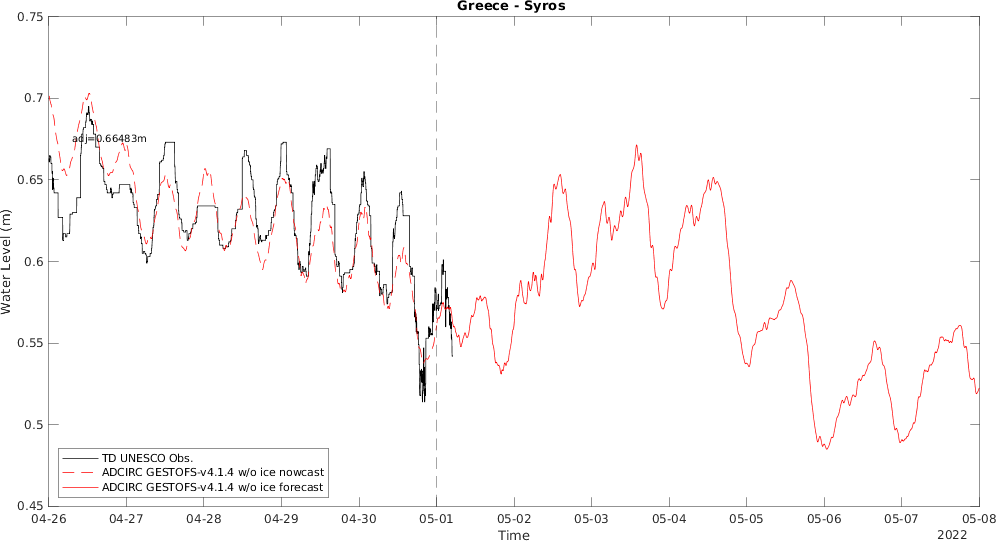 Greece - Syros
0.75
0.7
0.65
0.6
0.55
0.5
0.45
Water Level (m)
adj=0.66483m
TD UNESCO Obs.
ADCIRC GESTOFS-v4.1.4 w/o ice nowcast
ADCIRC GESTOFS-v4.1.4 w/o ice forecast
04-26 04-27 04-28 04-29 04-30 05-01 05-02 05-03 05-04 05-05 05-06 05-07 05-08
Time
2022